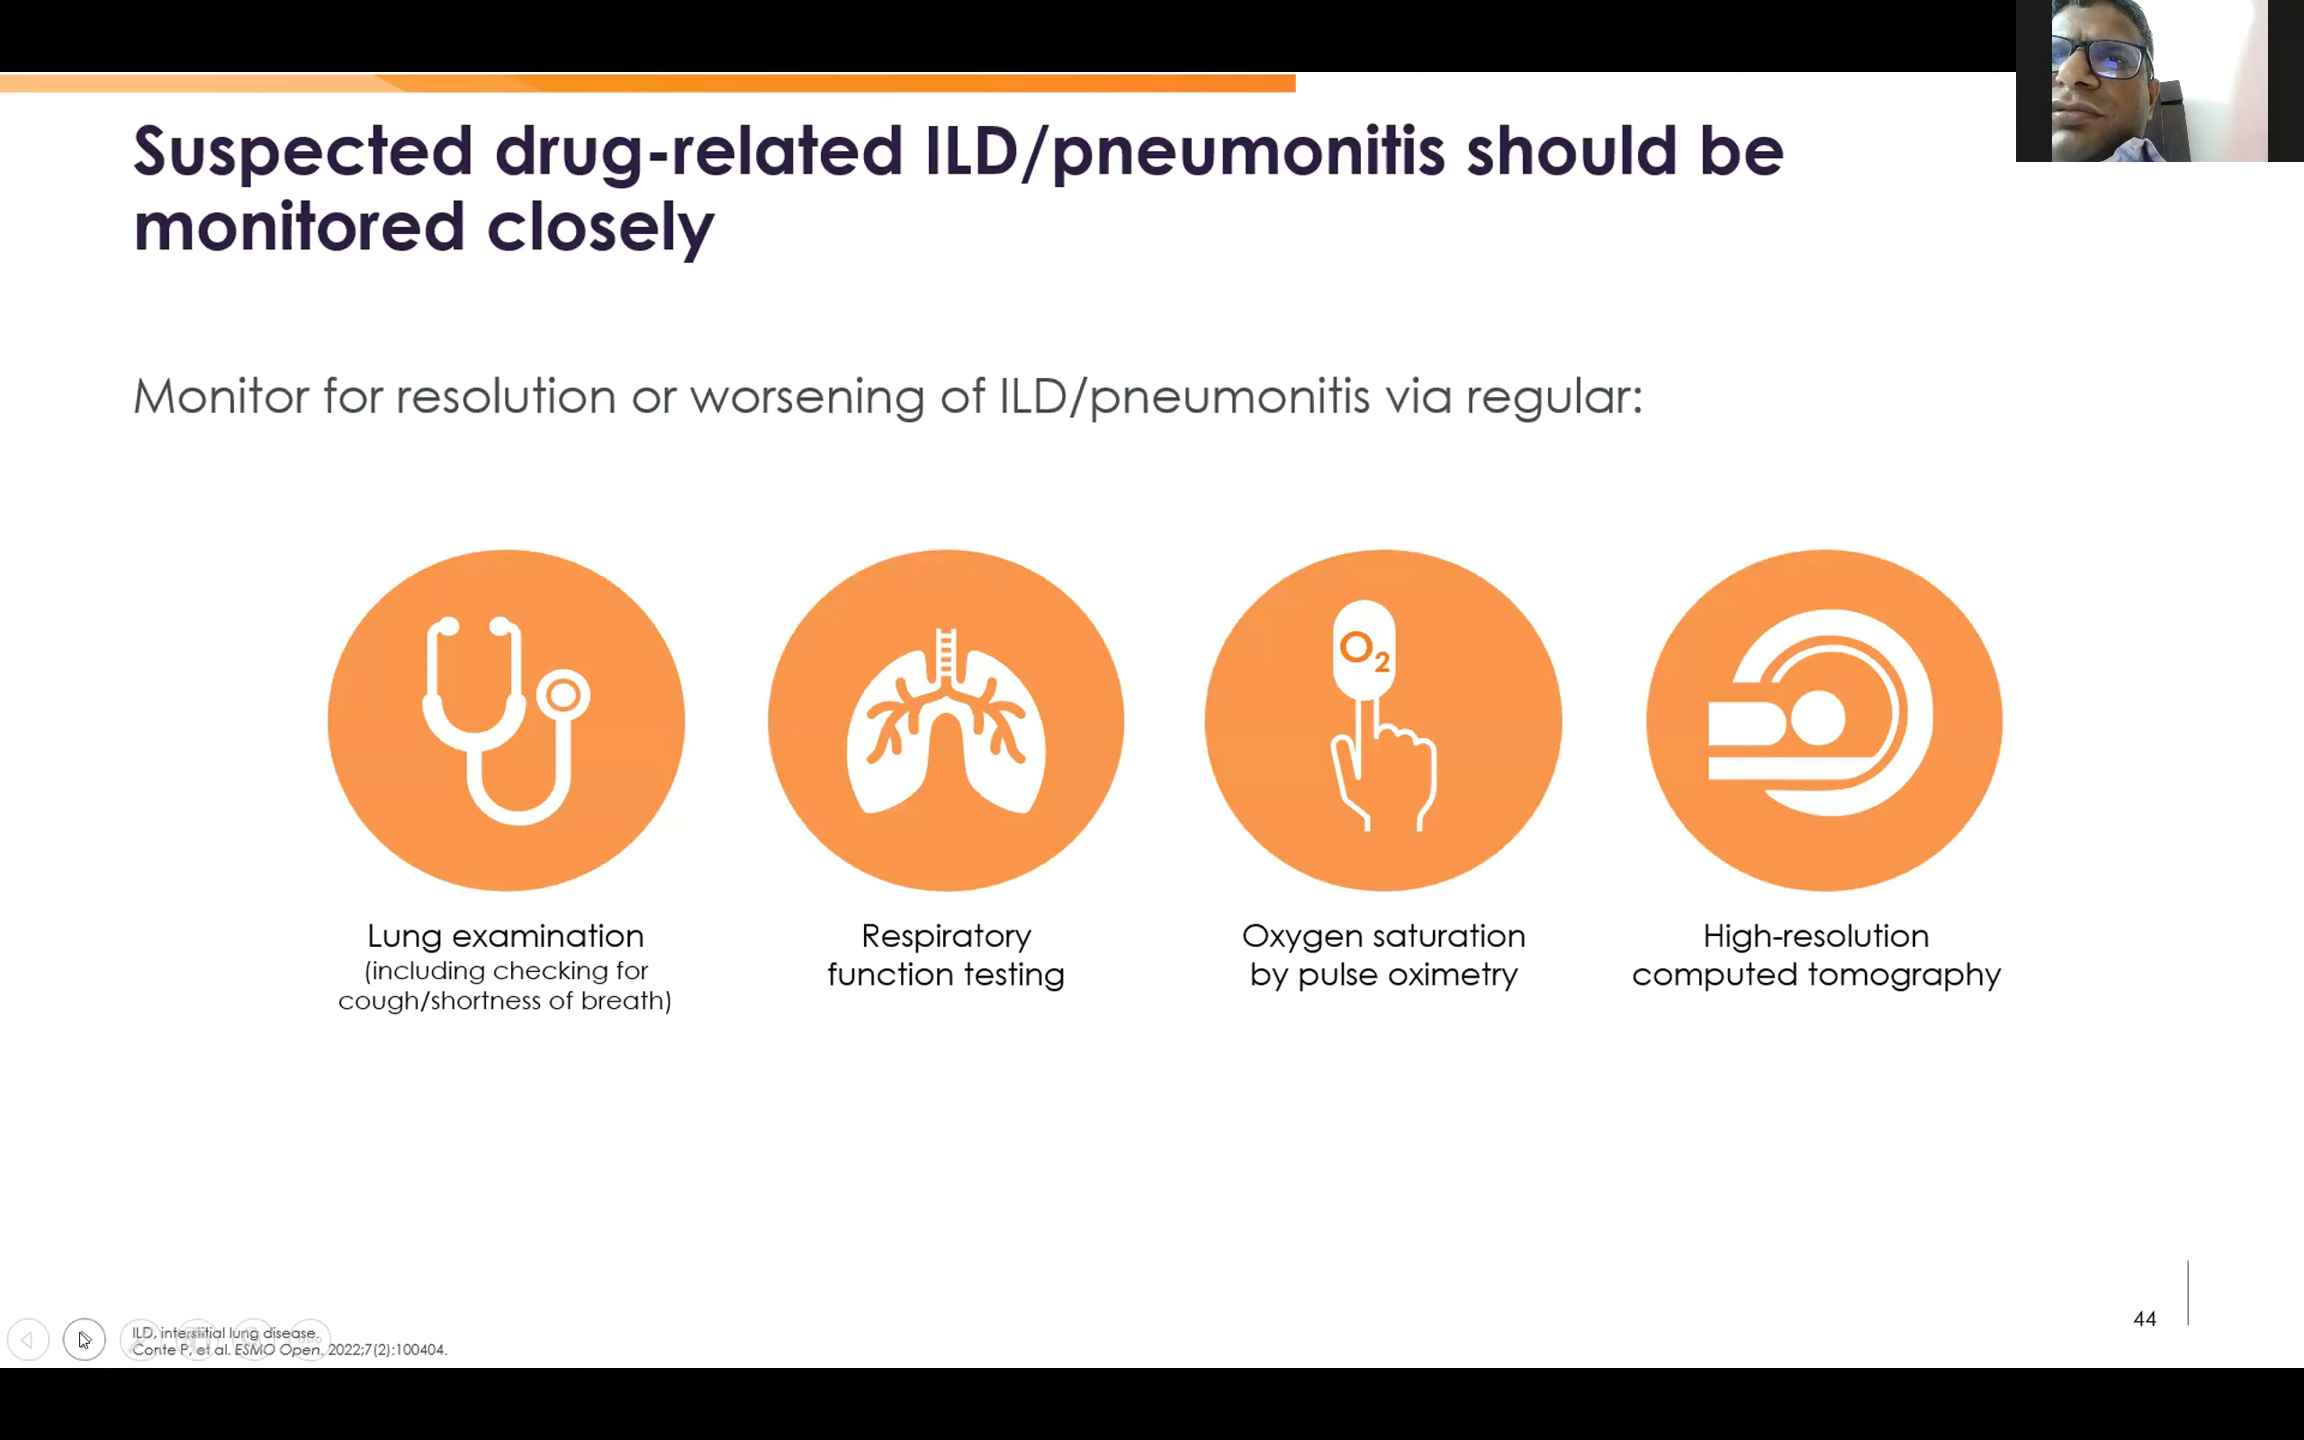 Suspected drug-related ILD/pneumonitis should be
monitored closely
Monitor for resolution or worsening of ILD/pneumonitis via regular:
O2
Lung examination
(including checking for
cough/shortness of breath)
Respiratory
function testing
Oxygen saturation
by pulse oximetry
High-resolution
computed tomography
44
ILD, interstitial lung disease.
Conte P, et al. ESMO Open. 2022;7(2):100404.